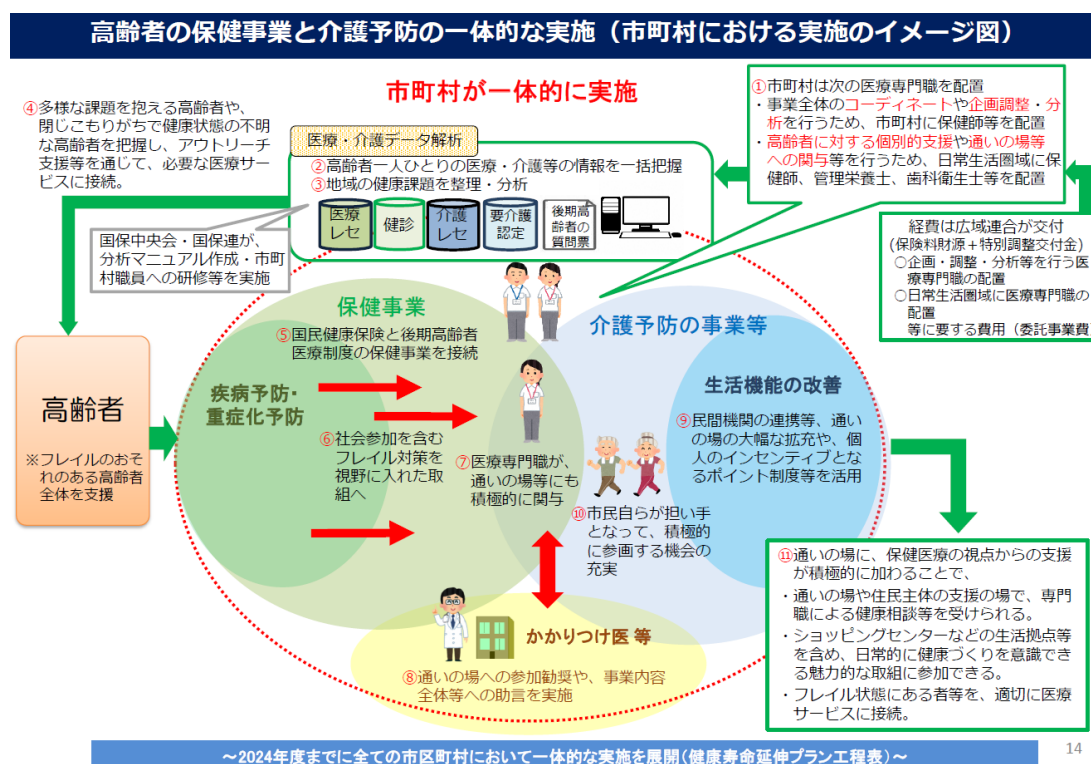 高齢者の保健事業と介護予防の一体的な実施（市町村における実施のイメージ図）
市町村が一体的に実施
①市町村は次の医療専門職を配置
・事業全体のコーディネートや企画調整・分
析を行うため、市町村に保健師等を配置
・高齢者に対する個別的支援や通いの場等
への関与等を行うため、日常生活圏域に保
健師、管理栄養士、歯科衛生士等を配置
④多様な課題を抱える高齢者や、
閉じこもりがちで健康状態の不明
な高齢者を把握し、アウトリーチ
支援等を通じて、必要な医療サー
ビスに接続。
医療・介護データ解析
②高齢者一人ひとりの医療・介護等の情報を一括把握
③地域の健康課題を整理・分析
医療
レセ
健診
介護
レセ
要介護
認定
後期高
齢者の
質問票
国保中央会・国保連が、
分析マニュアル作成・市町
村職員への研修等を実施
経費は広域連合が交付
(保険料財源＋特別調整交付金)
○企画・調整・分析等を行う医
療専門職の配置
○日常生活圏域に医療専門職の
配置
等に要する費用（委託事業費）
保健事業
⑤国民健康保険と後期高齢者
医療制度の保健事業を接続
介護予防の事業等
高齢者
※フレイルのおそ
れのある高齢者
全体を支援
疾病予防・
重症化予防
⑥社会参加を含む
フレイル対策を
視野に入れた取
組へ
⑦医療専門職が、
通いの場等にも
積極的に関与
生活機能の改善
⑨民間機関の連携等、通い
の場の大幅な拡充や、個
人のインセンティブとな
るポイント制度等を活用
⑩市民自らが担い手
となって、積極的
に参画する機会の
充実
かかりつけ医 等
⑧通いの場への参加勧奨や、事業内容
全体等への助言を実施
⑪通いの場に、保健医療の視点からの支援
が積極的に加わることで、
・通いの場や住民主体の支援の場で、専門
職による健康相談等を受けられる。
・ショッピングセンターなどの生活拠点等
を含め、日常的に健康づくりを意識でき
る魅力的な取組に参加できる。
・フレイル状態にある者等を、適切に医療
サービスに接続。
～2024年度までに全ての市区町村において一体的な実施を展開（健康寿命延伸プラン工程表）～
14